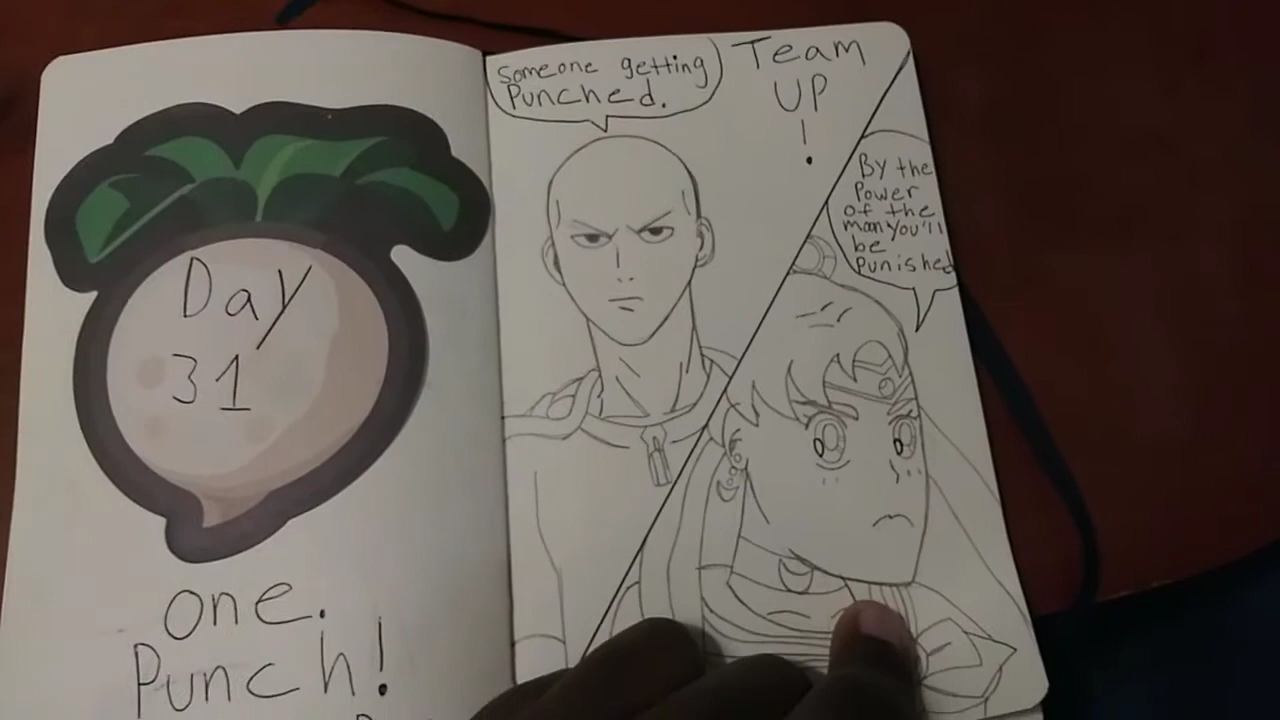 Day
31
one.
Punch!
Someone getting
Punched.
Team
UP
!
By the
Power
of the
moon you'll
be
Punished